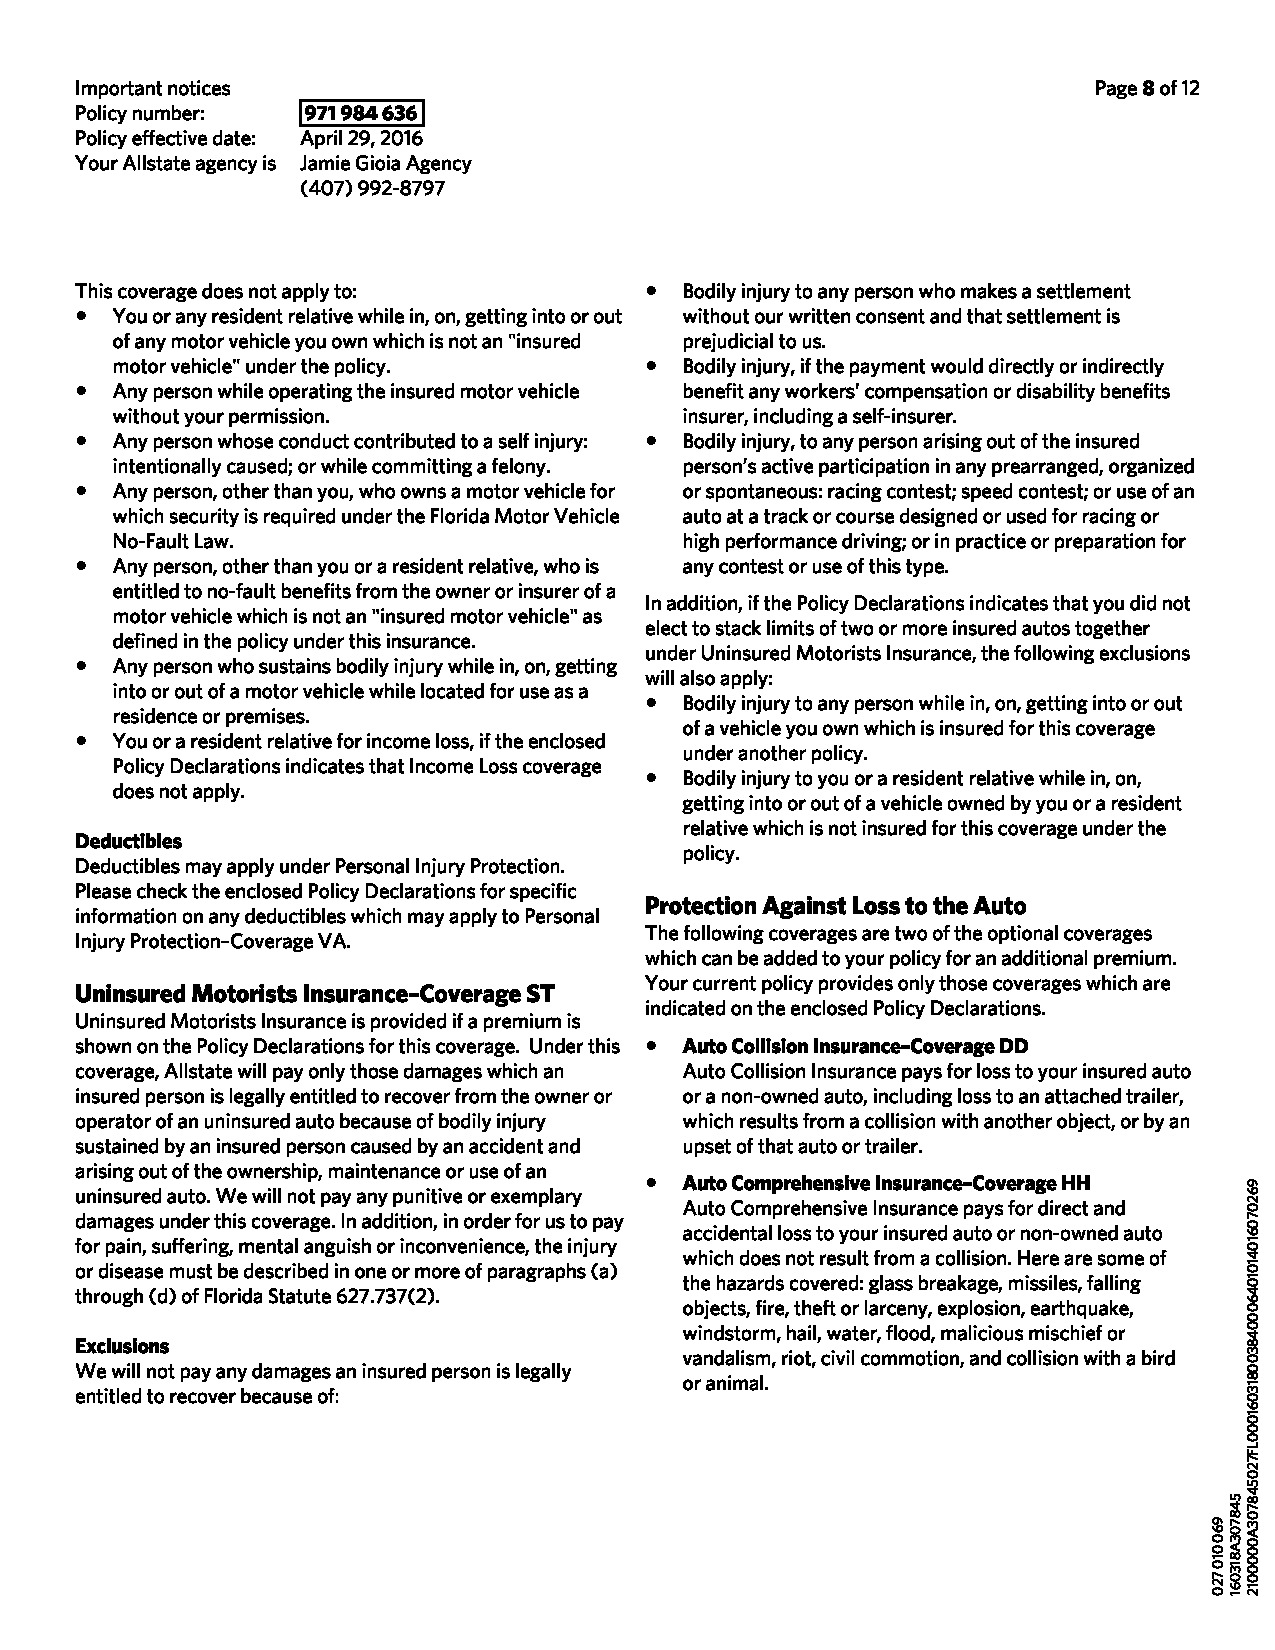 Important notices
Page 8 of 12
Policy number: 971 984 636
Policy effective date: April 29, 2016
Your Allstate agency is Jamie Gioia Agency
(407) 992-8797
This coverage does not apply to:
• You or any resident relative while in, on, getting into or out
of any motor vehicle you own which is not an "insured
motor vehicle" under the policy.
• Any person while operating the insured motor vehicle
without your permission.
• Any person whose conduct contributed to a self injury:
intentionally caused; or while committing a felony.
• Any person, other than you, who owns a motor vehicle for
which security is required under the Florida Motor Vehicle
No-Fault Law.
• Any person, other than you or a resident relative, who is
entitled to no-fault benefits from the owner or insurer of a
motor vehicle which is not an "insured motor vehicle" as
defined in the policy under this insurance.
• Any person who sustains bodily injury while in, on, getting
into or out of a motor vehicle while located for use as a
residence or premises.
• You or a resident relative for income loss, if the enclosed
Policy Declarations indicates that Income Loss coverage
does not apply.
Deductibles
Deductibles may apply under Personal Injury Protection.
Please check the enclosed Policy Declarations for specific
information on any deductibles which may apply to Personal
Injury Protection–Coverage VA.
Uninsured Motorists Insurance–Coverage ST
Uninsured Motorists Insurance is provided if a premium is
shown on the Policy Declarations for this coverage. Under this
coverage, Allstate will pay only those damages which an
insured person is legally entitled to recover from the owner or
operator of an uninsured auto because of bodily injury
sustained by an insured person caused by an accident and
arising out of the ownership, maintenance or use of an
uninsured auto. We will not pay any punitive or exemplary
damages under this coverage. In addition, in order for us to pay
for pain, suffering, mental anguish or inconvenience, the injury
or disease must be described in one or more of paragraphs (a)
through (d) of Florida Statute 627.737(2).
Exclusions
We will not pay any damages an insured person is legally
entitled to recover because of:
• Bodily injury to any person who makes a settlement
without our written consent and that settlement is
prejudicial to us.
• Bodily injury, if the payment would directly or indirectly
benefit any workers' compensation or disability benefits
insurer, including a self-insurer.
• Bodily injury, to any person arising out of the insured
person's active participation in any prearranged, organized
or spontaneous: racing contest; speed contest; or use of an
auto at a track or course designed or used for racing or
high performance driving; or in practice or preparation for
any contest or use of this type.
In addition, if the Policy Declarations indicates that you did not
elect to stack limits of two or more insured autos together
under Uninsured Motorists Insurance, the following exclusions
will also apply:
• Bodily injury to any person while in, on, getting into or out
of a vehicle you own which is insured for this coverage
under another policy.
• Bodily injury to you or a resident relative while in, on,
getting into or out of a vehicle owned by you or a resident
relative which is not insured for this coverage under the
policy.
Protection Against Loss to the Auto
The following coverages are two of the optional coverages
which can be added to your policy for an additional premium.
Your current policy provides only those coverages which are
indicated on the enclosed Policy Declarations.
• Auto Collision Insurance–Coverage DD
Auto Collision Insurance pays for loss to your insured auto
or a non-owned auto, including loss to an attached trailer,
which results from a collision with another object, or by an
upset of that auto or trailer.
• Auto Comprehensive Insurance–Coverage HH
Auto Comprehensive Insurance pays for direct and
accidental loss to your insured auto or non-owned auto
which does not result from a collision. Here are some of
the hazards covered: glass breakage, missiles, falling
objects, fire, theft or larceny, explosion, earthquake,
windstorm, hail, water, flood, malicious mischief or
vandalism, riot, civil commotion, and collision with a bird
or animal.
027 010 069
160318A307845
2100000A307845027FL00016031800384000640101401607​0269